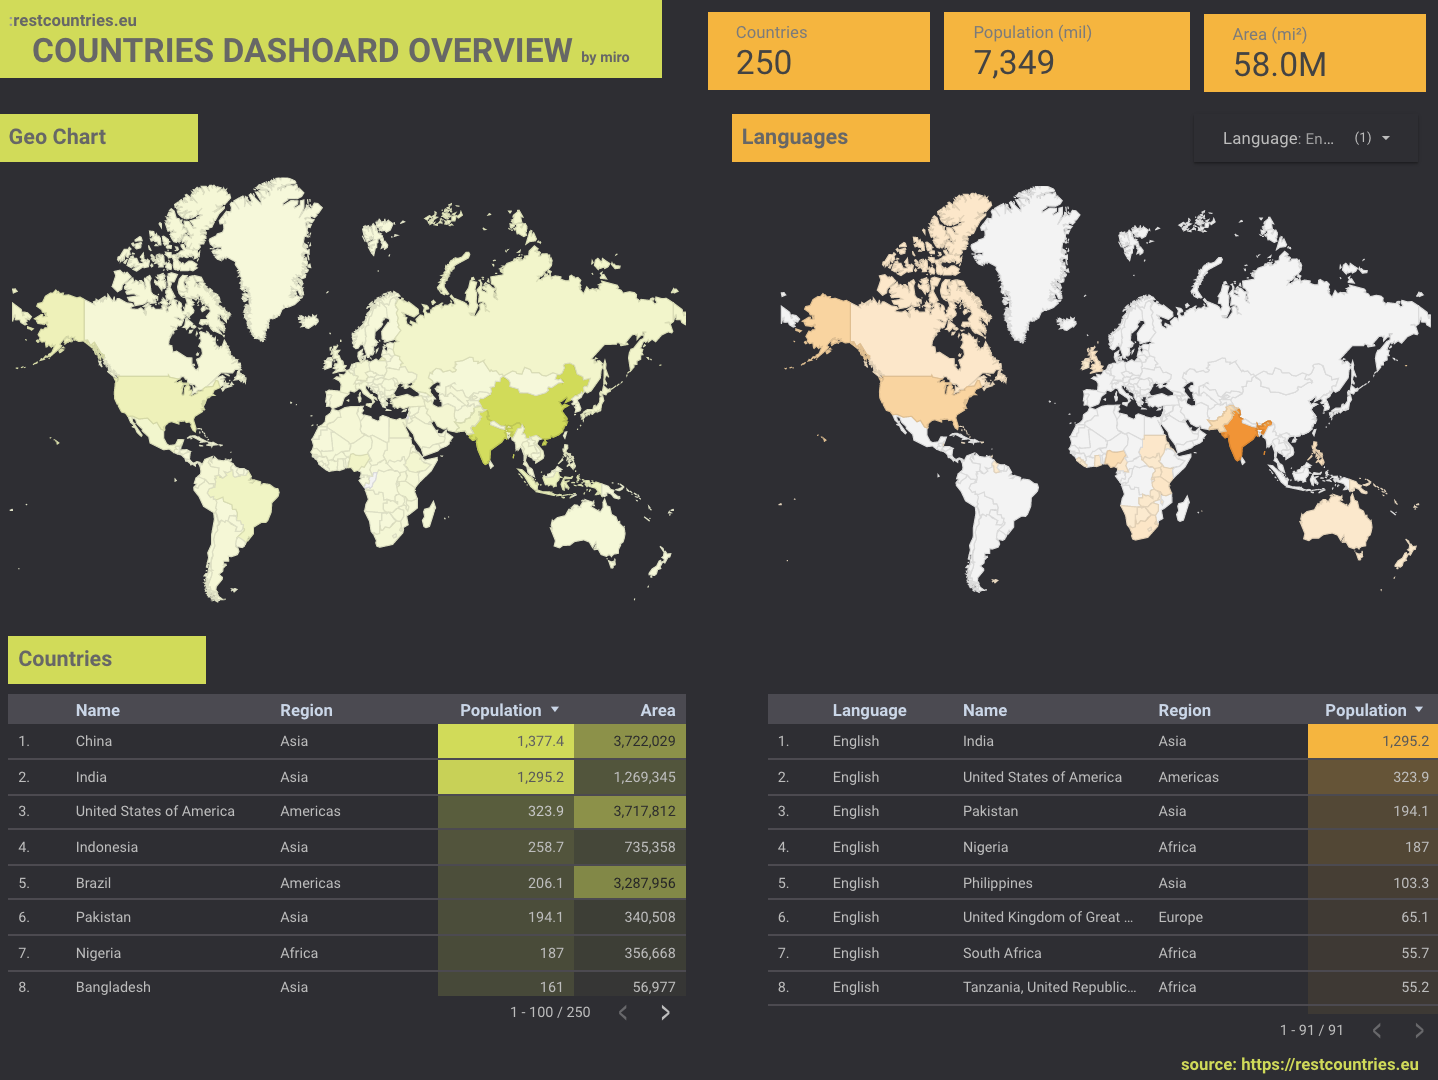 :restcountries.eu
COUNTRIES DASHOARD OVERVIEW by miro
Countries
250
Population (mil)
7,349
Area (mi²)
58.0M
Geo Chart
Languages
Language: En... (1)
Countries
Name Region Population Area
1. China Asia 1,377.4 3,722,029
2. India Asia 1,295.2 1,269,345
3. United States of America Americas 323.9 3,717,812
4. Indonesia Asia 258.7 735,358
5. Brazil Americas 206.1 3,287,956
6. Pakistan Asia 194.1 340,508
7. Nigeria Africa 187 356,668
8. Bangladesh Asia 161 56,977
1 - 100 / 250
Language Name Region Population
1. English India Asia 1,295.2
2. English United States of America Americas 323.9
3. English Pakistan Asia 194.1
4. English Nigeria Africa 187
5. English Philippines Asia 103.3
6. English United Kingdom of Great ... Europe 65.1
7. English South Africa Africa 55.7
8. English Tanzania, United Republic... Africa 55.2
1 - 91 / 91
source: https://restcountries.eu